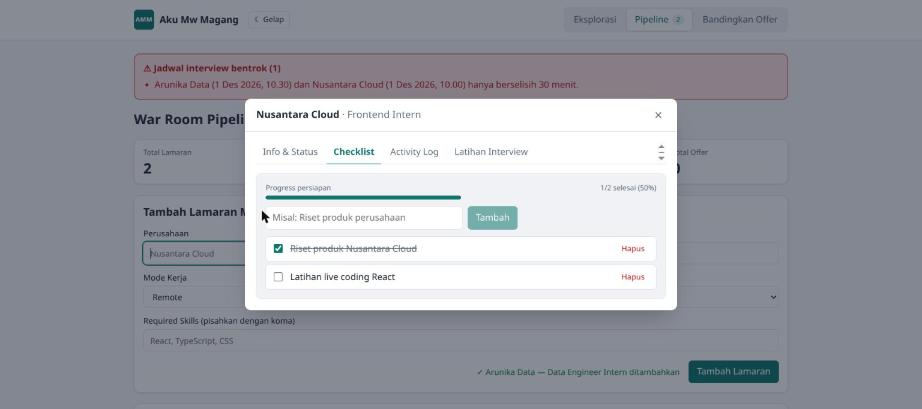 AMM Aku Mw Magang ☾ Gelap Eksplorasi Pipeline 2 Bandingkan Offer
⚠ Jadwal interview bentrok (1)
• Arunika Data (1 Des 2026, 10.30) dan Nusantara Cloud (1 Des 2026, 10.00) hanya berselisih 30 menit.
War Room Pipeli
Total Lamaran
2
otal Offer
0
Tambah Lamaran M
Perusahaan
Nusantara Cloud
Mode Kerja
Remote
Required Skills (pisahkan dengan koma)
React, TypeScript, CSS
✓ Arunika Data — Data Engineer Intern ditambahkan Tambah Lamaran
Nusantara Cloud · Frontend Intern ×
Info & Status Checklist Activity Log Latihan Interview
Progress persiapan 1/2 selesai (50%)
Misal: Riset produk perusahaan Tambah
Riset produk Nusantara Cloud Hapus
Latihan live coding React Hapus